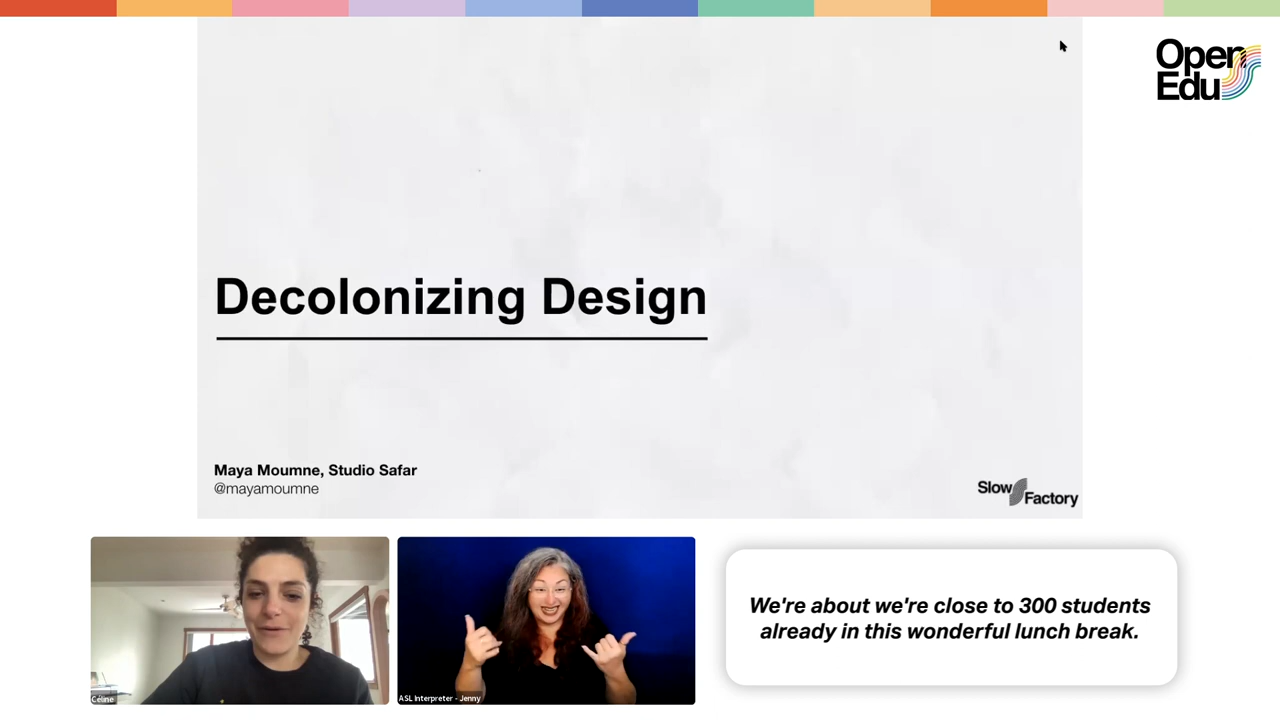 Open
Edu
Decolonizing Design
Maya Moumne, Studio Safar
@mayamoumne
Slow
Factory
Céline
ASL Interpreter - Jenny
We're about we're close to 300 students
already in this wonderful lunch break.